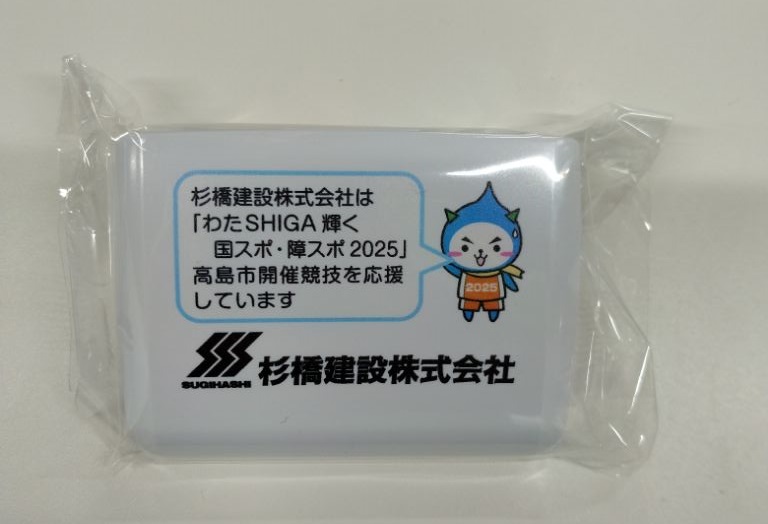 杉橋建設株式会社は
「わたSHIGA輝く
国スポ・障スポ2025」
高島市開催競技を応援
しています
2025
SUGIHASHI
杉橋建設株式会社